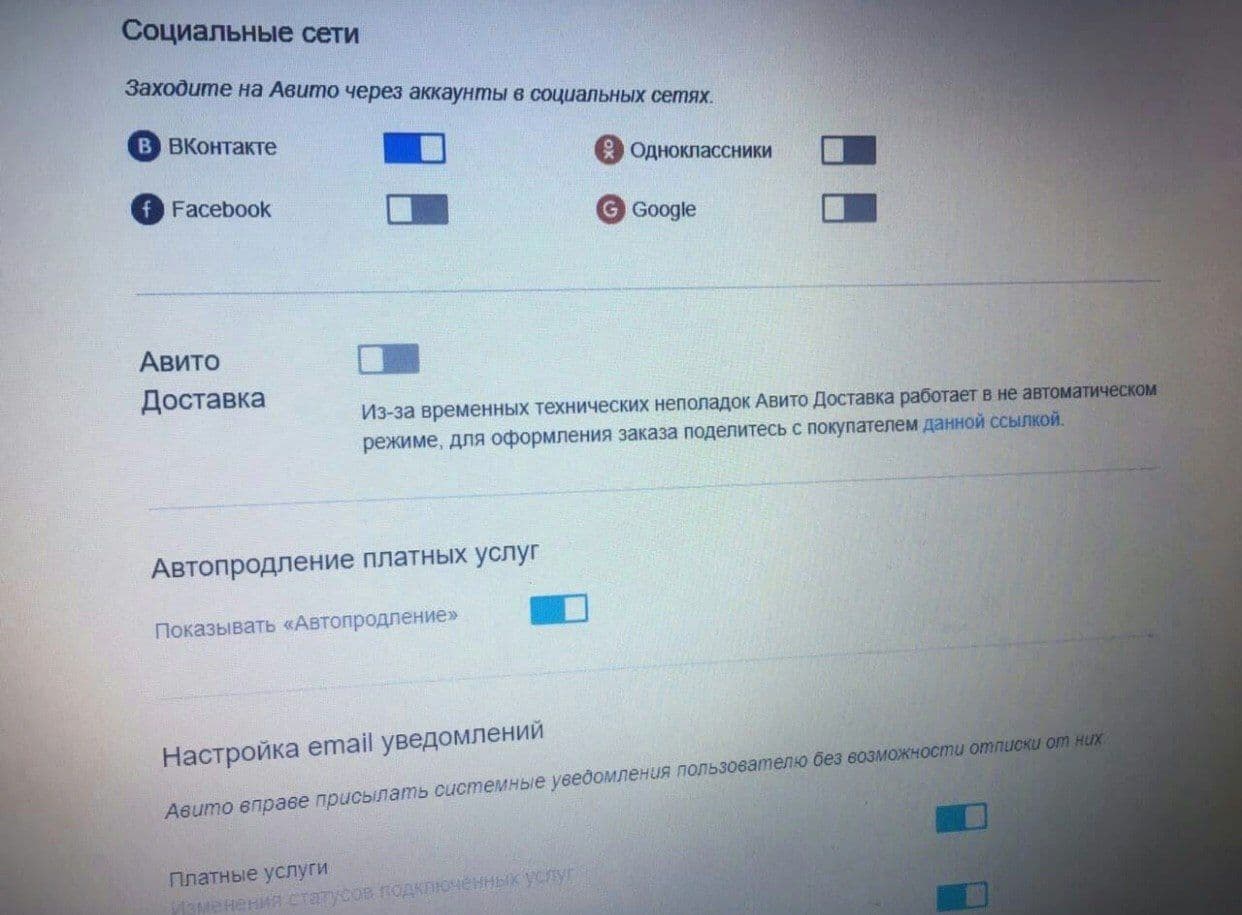 Социальные сети
Заходите на Авито через аккаунты в социальных сетях.
В ВКонтакте
Одноклассники
f Facebook
G Google
Авито
Доставка
Из-за временных технических неполадок Авито Доставка работает в не автоматическом
режиме, для оформления заказа поделитесь с покупателем данной ссылкой.
Автопродление платных услуг
Показывать «Автопродление»
Настройка email уведомлений
Авито вправе присылать системные уведомления пользователю без возможности отписки от них
Платные услуги
Изменения статусов подключённых услуг